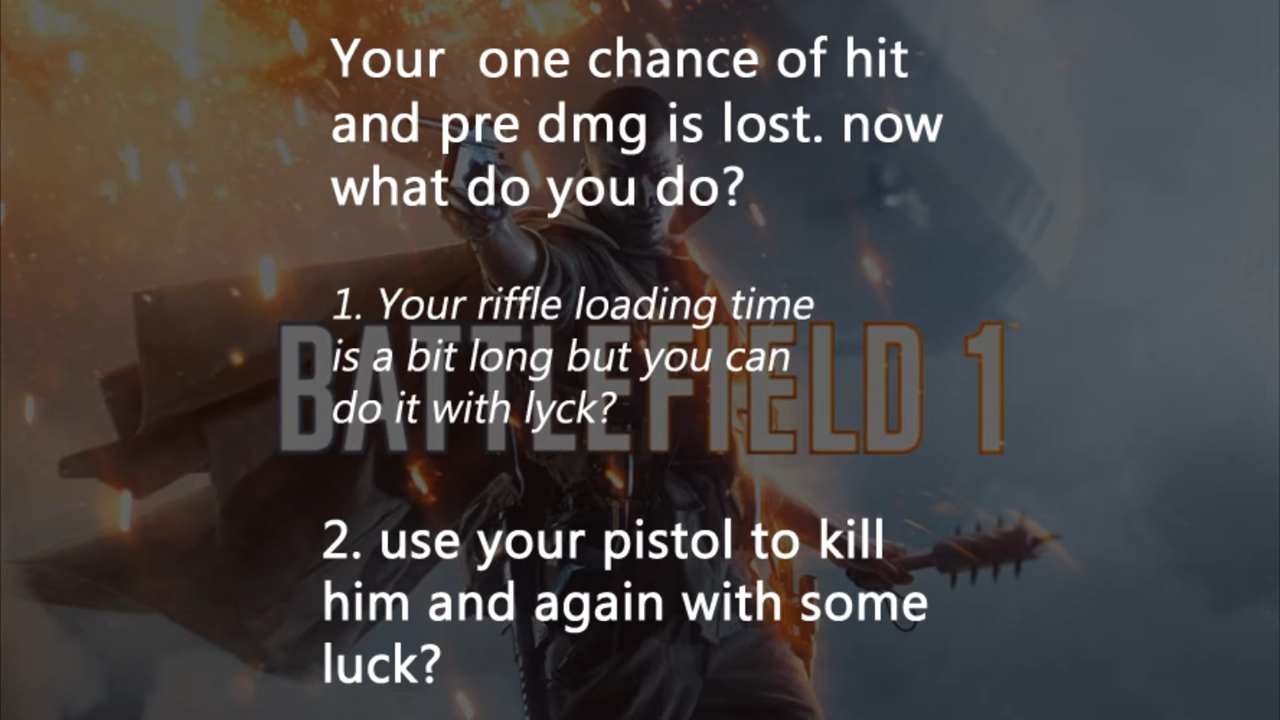 Your  one chance of hit
and pre dmg is lost. now
what do you do?
1. Your riffle loading time
is a bit long but you can
do it with lyck?
BATTLEFIELD 1
2. use your pistol to kill
him and again with some
luck?